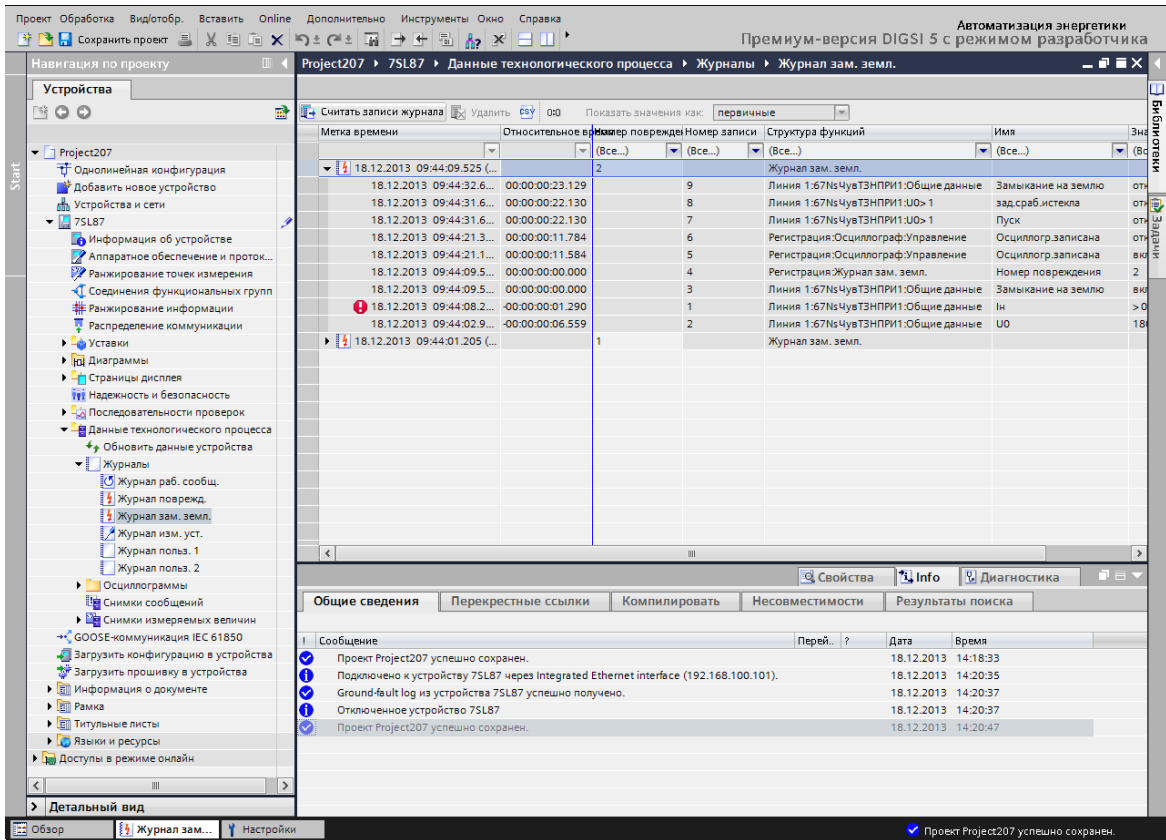 Проект Обработка Вид/отобр. Вставить Online Дополнительно Инструменты Окно Справка
Автоматизация энергетики
Сохранить проект
Премиум-версия DIGSI 5 с режимом разработчика
Навигация по проекту
Project207 7SL87 Данные технологического процесса Журналы Журнал зам. земл.
Устройства
Считать записи журнала Удалить csv 0:0 Показать значения как: первичные
Метка времени Относительное Номер Номер записи Структура функций Имя
(Все...) (Все...) (Все...) (Все...)
18.12.2013 09:44:09.525 (... 2 Журнал зам. земл.
18.12.2013 09:44:32.6... 00:00:00:23.129 9 Линия 1:67NsЧувТЗНПРИ1:Общие данные Замыкание на землю
18.12.2013 09:44:31.6... 00:00:00:22.130 8 Линия 1:67NsЧувТЗНПРИ1:U0> 1 зад.сраб.истекла
18.12.2013 09:44:31.6... 00:00:00:22.130 7 Линия 1:67NsЧувТЗНПРИ1:U0> 1 Пуск
18.12.2013 09:44:21.3... 00:00:00:11.784 6 Регистрация:Осциллограф:Управление Осциллогр.записана
18.12.2013 09:44:21.1... 00:00:00:11.584 5 Регистрация:Осциллограф:Управление Осциллогр.записана
18.12.2013 09:44:09.5... 00:00:00:00.000 4 Регистрация:Журнал зам. земл. Номер повреждения 2
18.12.2013 09:44:09.5... 00:00:00:00.000 3 Линия 1:67NsЧувТЗНПРИ1:Общие данные Замыкание на землю
18.12.2013 09:44:08.2... -00:00:00:01.290 1 Линия 1:67NsЧувТЗНПРИ1:Общие данные Iн > 0
18.12.2013 09:44:02.9... -00:00:00:06.559 2 Линия 1:67NsЧувТЗНПРИ1:Общие данные U0
18.12.2013 09:44:01.205 (... 1 Журнал зам. земл.
Start
Project207
Однолинейная конфигурация
Добавить новое устройство
Устройства и сети
7SL87
Информация об устройстве
Аппаратное обеспечение и проток...
Ранжирование точек измерения
Соединения функциональных групп
Ранжирование информации
Распределение коммуникации
Уставки
Диаграммы
Страницы дисплея
Надежность и безопасность
Последовательности проверок
Данные технологического процесса
Обновить данные устройства
Журналы
Журнал раб. сообщ.
Журнал поврежд.
Журнал зам. земл.
Журнал изм. уст.
Журнал польз. 1
Журнал польз. 2
Осциллограммы
Снимки сообщений
Снимки измеряемых величин
GOOSE-коммуникация IEC 61850
Загрузить конфигурацию в устройства
Загрузить прошивку в устройства
Информация о документе
Рамка
Титульные листы
Языки и ресурсы
Доступы в режиме онлайн
Детальный вид
Библиотеки
Задачи
Свойства Info Диагностика
Общие сведения Перекрестные ссылки Компилировать Несовместимости Результаты поиска
! Сообщение Перей.. ? Дата Время
Проект Project207 успешно сохранен. 18.12.2013 14:18:33
Подключено к устройству 7SL87 через Integrated Ethernet interface (192.168.100.101). 18.12.2013 14:20:35
Ground-fault log из устройства 7SL87 успешно получено. 18.12.2013 14:20:37
Отключенное устройство 7SL87 18.12.2013 14:20:37
Проект Project207 успешно сохранен. 18.12.2013 14:20:47
Обзор Журнал зам... Настройки
Проект Project207 успешно сохранен.